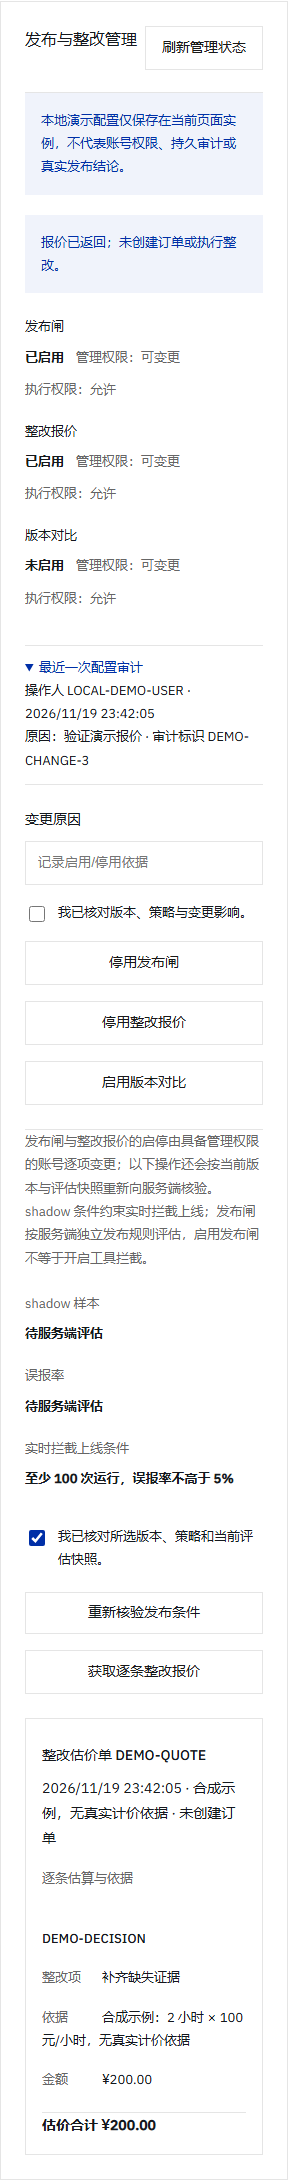 发布与整改管理
刷新管理状态
本地演示配置仅保存在当前页面实
例，不代表账号权限、持久审计或
真实发布结论。
报价已返回；未创建订单或执行整
改。
发布闸
已启用 管理权限：可变更
执行权限：允许
整改报价
已启用 管理权限：可变更
执行权限：允许
版本对比
未启用 管理权限：可变更
执行权限：允许
▼ 最近一次配置审计
操作人 LOCAL-DEMO-USER ·
2026/11/19 23:42:05
原因：验证演示报价 · 审计标识 DEMO-
CHANGE-3
变更原因
记录启用/停用依据
我已核对版本、策略与变更影响。
停用发布闸
停用整改报价
启用版本对比
发布闸与整改报价的启停由具备管理权限
的账号逐项变更；以下操作还会按当前版
本与评估快照重新向服务端核验。
shadow 条件约束实时拦截上线；发布闸
按服务端独立发布规则评估，启用发布闸
不等于开启工具拦截。
shadow 样本
待服务端评估
误报率
待服务端评估
实时拦截上线条件
至少 100 次运行，误报率不高于 5%
我已核对所选版本、策略和当前评
估快照。
重新核验发布条件
获取逐条整改报价
整改估价单 DEMO-QUOTE
2026/11/19 23:42:05 · 合成示
例，无真实计价依据 · 未创建订
单
逐条估算与依据
DEMO-DECISION
整改项 补齐缺失证据
依据 合成示例：2 小时 × 100
元/小时，无真实计价依据
金额 ¥200.00
估价合计 ¥200.00